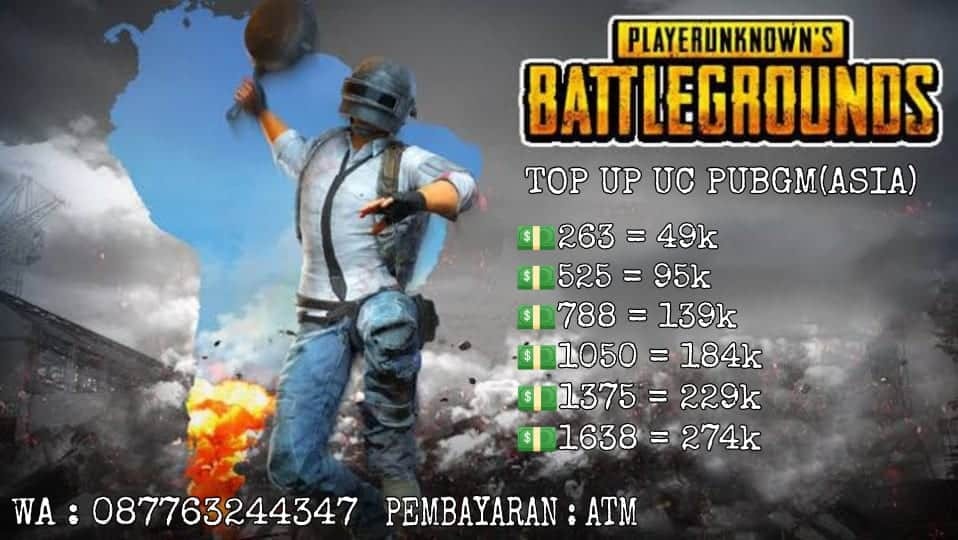 PLAYERUNKNOWN'S
BATTLEGROUNDS
TOP UP UC PUBGM(ASIA)
💵263 = 49k
💵525 = 95k
💵788 = 139k
💵1050 = 184k
💵1375 = 229k
💵1638 = 274k
WA : 087763244347 PEMBAYARAN : ATM